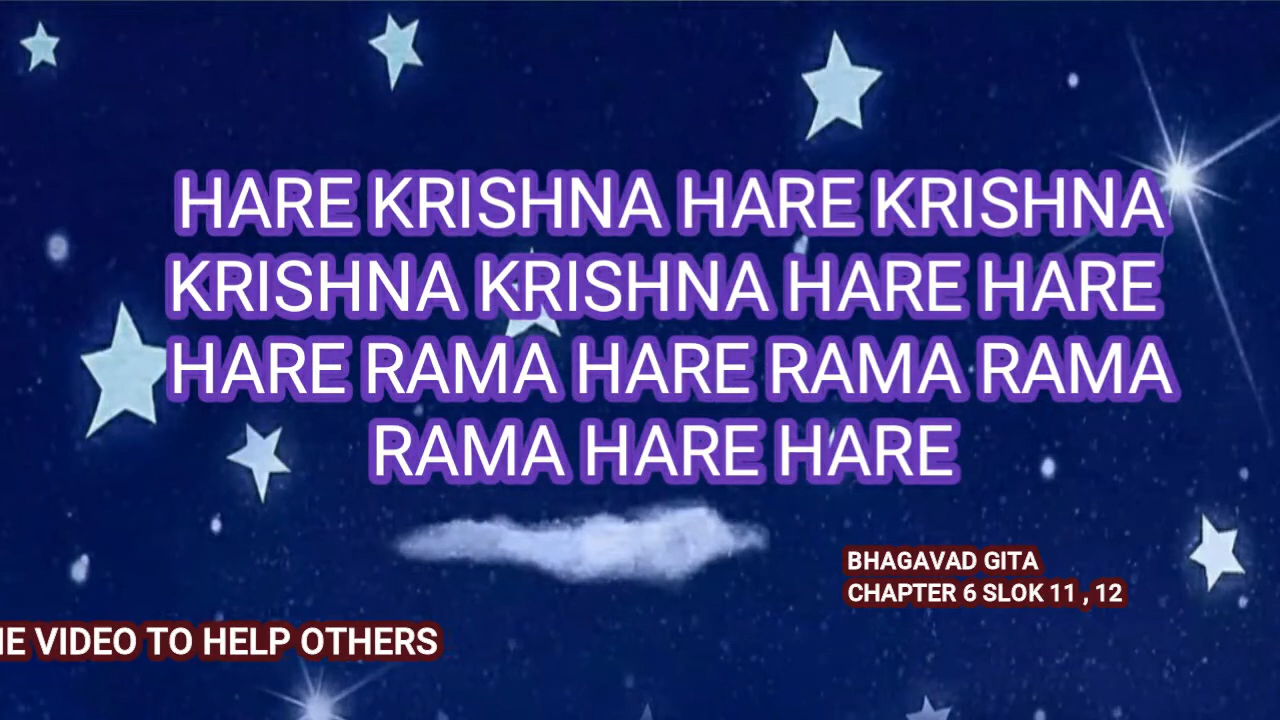 HARE KRISHNA HARE KRISHNA
KRISHNA KRISHNA HARE HARE
HARE RAMA HARE RAMA RAMA
RAMA HARE HARE
BHAGAVAD GITA
CHAPTER 6 SLOK 11 , 12
VIDEO TO HELP OTHERS